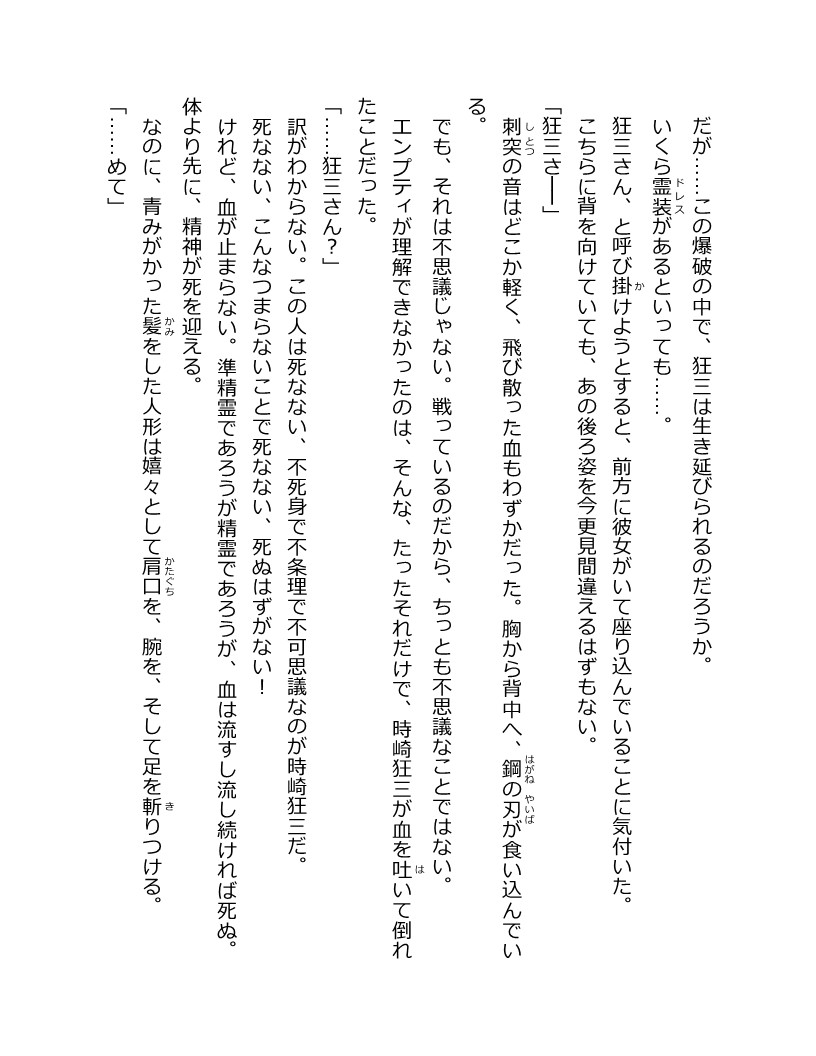 だが……この爆破の中で、狂三は生き延びられるのだろうか。
いくら霊装があるといっても……。
狂三さん、と呼び掛けようとすると、前方に彼女がいて座り込んでいることに気付いた。
こちらに背を向けていても、あの後ろ姿を今更見間違えるはずもない。
「狂三さ――」
刺突の音はどこか軽く、飛び散った血もわずかだった。胸から背中へ、鋼の刃が食い込んでい
る。
でも、それは不思議じゃない。戦っているのだから、ちっとも不思議なことではない。
エンプティが理解できなかったのは、そんな、たったそれだけで、時崎狂三が血を吐いて倒れ
たことだった。
「……狂三さん？」
訳がわからない。この人は死なない、不死身で不条理で不可思議なのが時崎狂三だ。
死なない、こんなつまらないことで死なない、死ぬはずがない！
けれど、血が止まらない。準精霊であろうが精霊であろうが、血は流すし流し続ければ死ぬ。
体より先に、精神が死を迎える。
なのに、青みがかった髪をした人形は嬉々として肩口を、腕を、そして足を斬りつける。
「……めて」